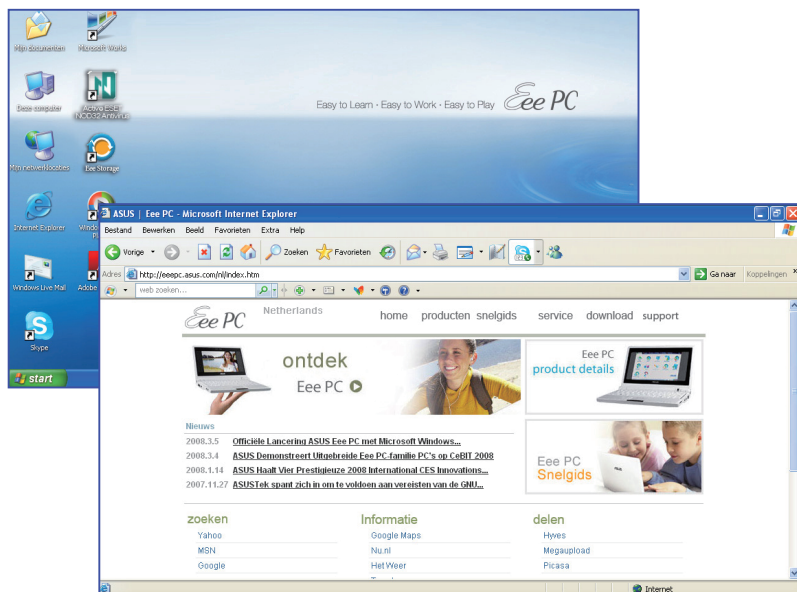 Mijn documenten
Microsoft Works
Deze computer
Activa ESET
NOD32 Antivirus
Mijn netwerklocaties
Eee Storage
Internet Explorer
Windows Live Mail
Adobe
Skype
start
Easy to Learn · Easy to Work · Easy to Play
Eee PC
ASUS | Eee PC - Microsoft Internet Explorer
Bestand Bewerken Beeld Favorieten Extra Help
Vorige Zoeken Favorieten
Adres http://eeepc.asus.com/nl/index.htm Ga naar Koppelingen
web zoeken...
Eee PC Netherlands home producten snelgids service download support
ontdek
Eee PC
Eee PC
product details
Nieuws
2008.3.5 Officiële Lancering ASUS Eee PC met Microsoft Windows...
2008.3.4 ASUS Demonstreert Uitgebreide Eee PC-familie PC's op CeBIT 2008
2008.1.14 ASUS Haalt Vier Prestigieuze 2008 International CES Innovations...
2007.11.27 ASUSTek spant zich in om te voldoen aan vereisten van de GNU...
Eee PC
Snelgids
zoeken Informatie delen
Yahoo Google Maps Hyves
MSN Nu.nl Megaupload
Google Het Weer Picasa
Internet